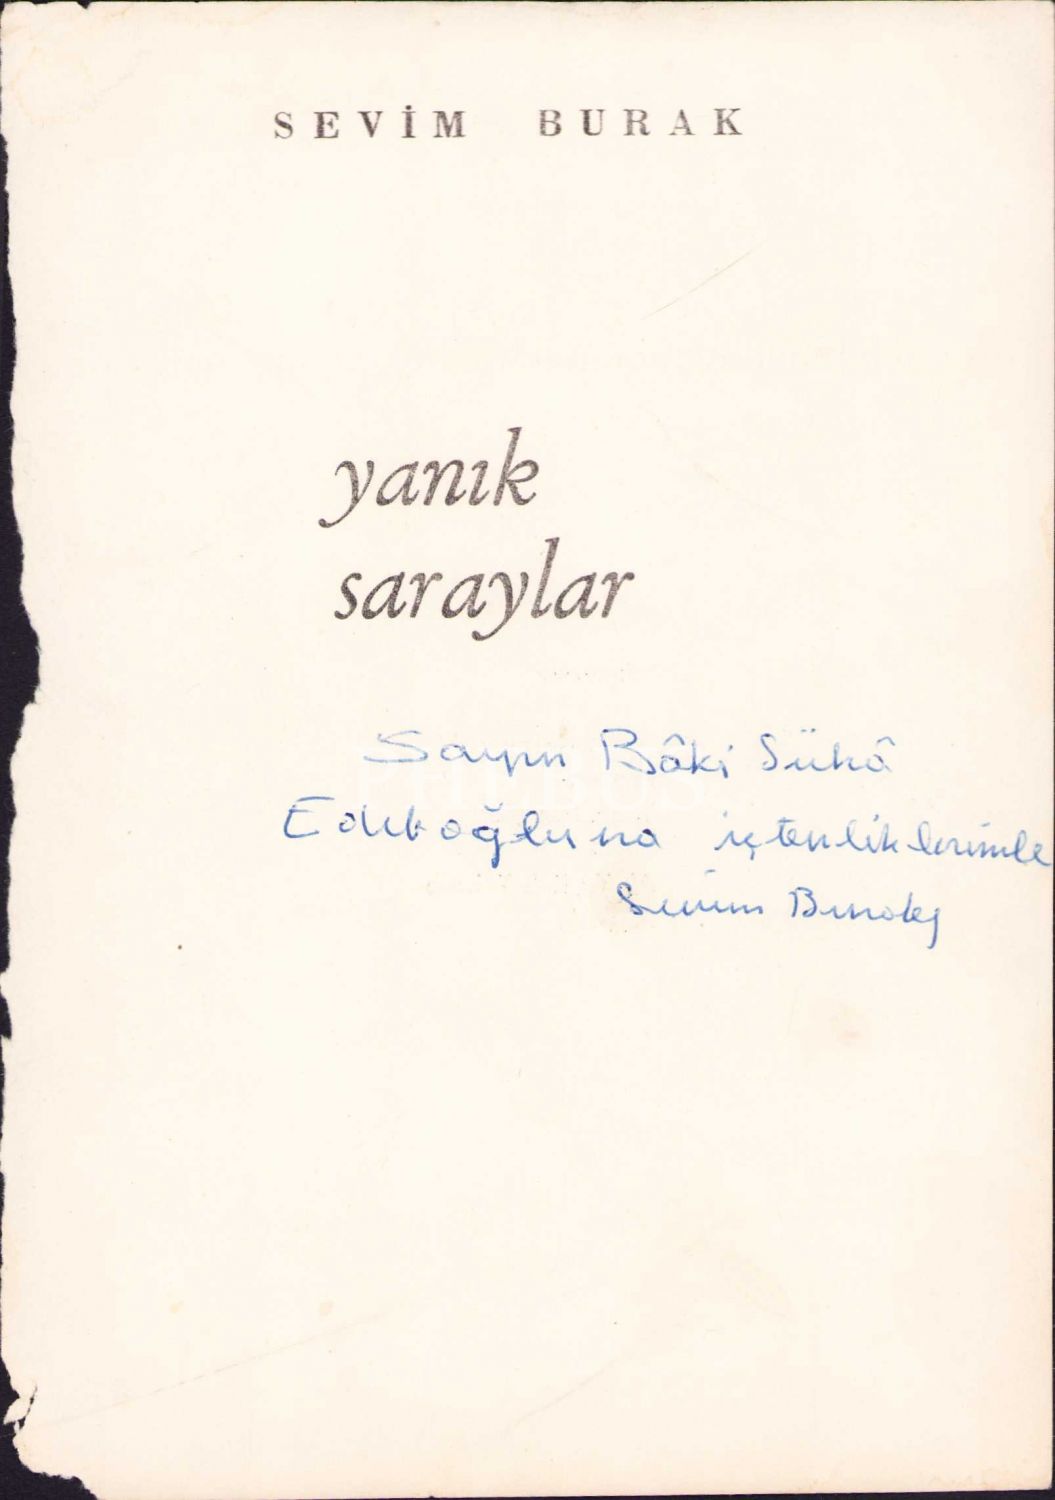 SEVİM BURAK
yanık
saraylar
Sayın Bâki Sühâ
Ediboğluna içtenliklerimle
Sevim Burak